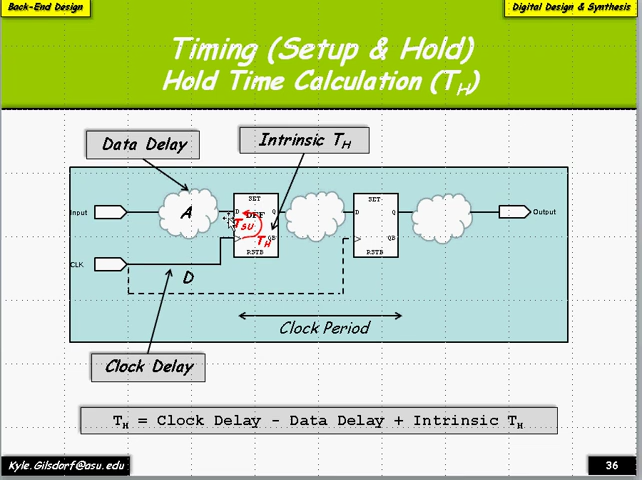 Back-End Design
Digital Design & Synthesis
Timing (Setup & Hold)
Hold Time Calculation (TH)
Data Delay
Intrinsic TH
Input
A
SET
D
DFF
Q
TSU
TH
QB
RSTB
SET
D
Q
QB
RSTB
Output
CLK
D
Clock Period
Clock Delay
TH = Clock Delay - Data Delay + Intrinsic TH
Kyle.Gilsdorf@asu.edu
36